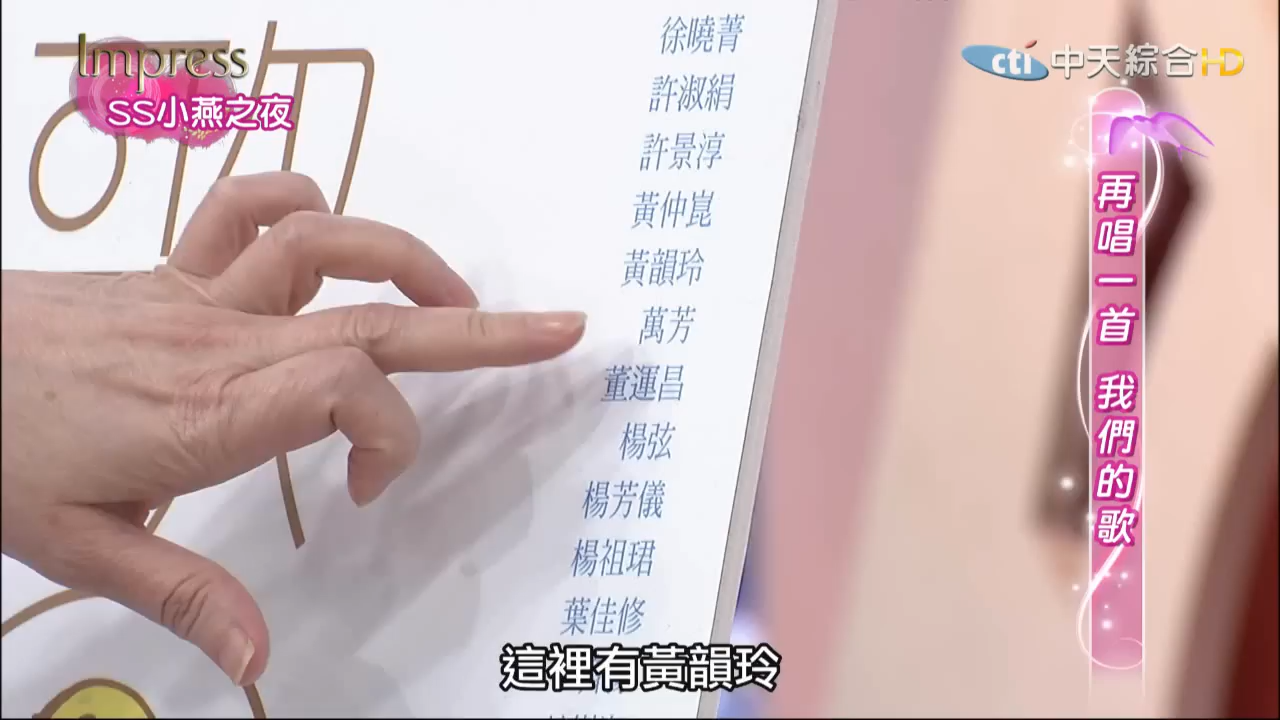 Impress
SS小燕之夜
cti 中天綜合HD
再唱一首 我們的歌
徐曉菁
許淑絹
許景淳
黃仲崑
黃韻玲
萬芳
董運昌
楊弦
楊芳儀
楊祖珺
葉佳修
這裡有黃韻玲